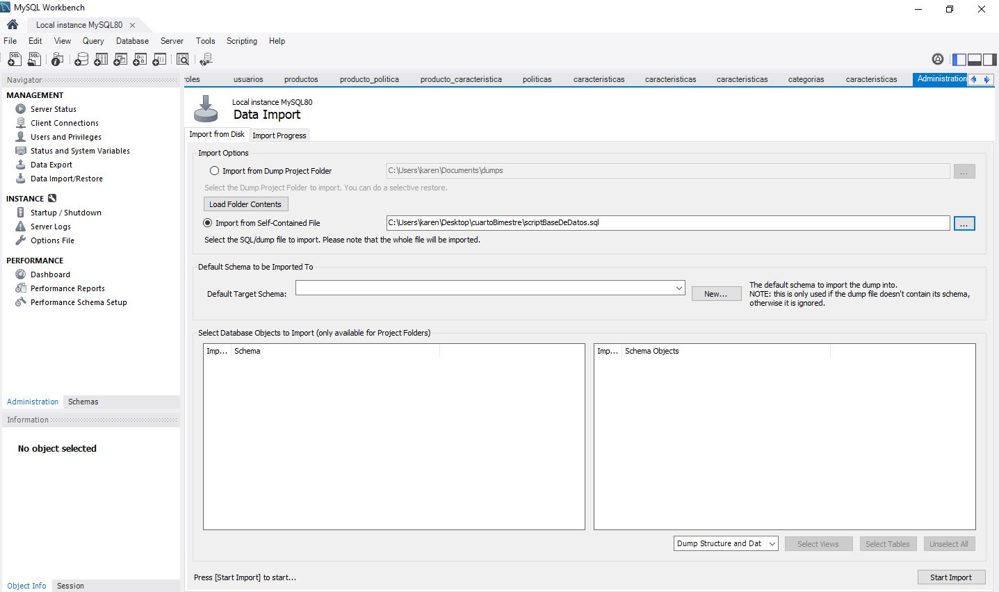 MySQL Workbench
Local instance MySQL80
File Edit View Query Database Server Tools Scripting Help
Navigator
MANAGEMENT
Server Status
Client Connections
Users and Privileges
Status and System Variables
Data Export
Data Import/Restore
INSTANCE
Startup / Shutdown
Server Logs
Options File
PERFORMANCE
Dashboard
Performance Reports
Performance Schema Setup
Administration Schemas
Information
No object selected
Object Info Session
oles usuarios productos producto_politica producto_caracteristica politicas caracteristicas caracteristicas caracteristicas categorias caracteristicas Administration
Local instance MySQL80
Data Import
Import from Disk Import Progress
Import Options
Import from Dump Project Folder C:\Users\karen\Documents\dumps ...
Select the Dump Project Folder to import. You can do a selective restore.
Load Folder Contents
Import from Self-Contained File C:\Users\karen\Desktop\cuartoBimestre\scriptBaseDeDatos.sql ...
Select the SQL/dump file to import. Please note that the whole file will be imported.
Default Schema to be Imported To
Default Target Schema: New...
The default schema to import the dump into.
NOTE: this is only used if the dump file doesn't contain its schema,
otherwise it is ignored.
Select Database Objects to Import (only available for Project Folders)
Imp... Schema
Imp... Schema Objects
Dump Structure and Dat Select Views Select Tables Unselect All
Press [Start Import] to start... Start Import